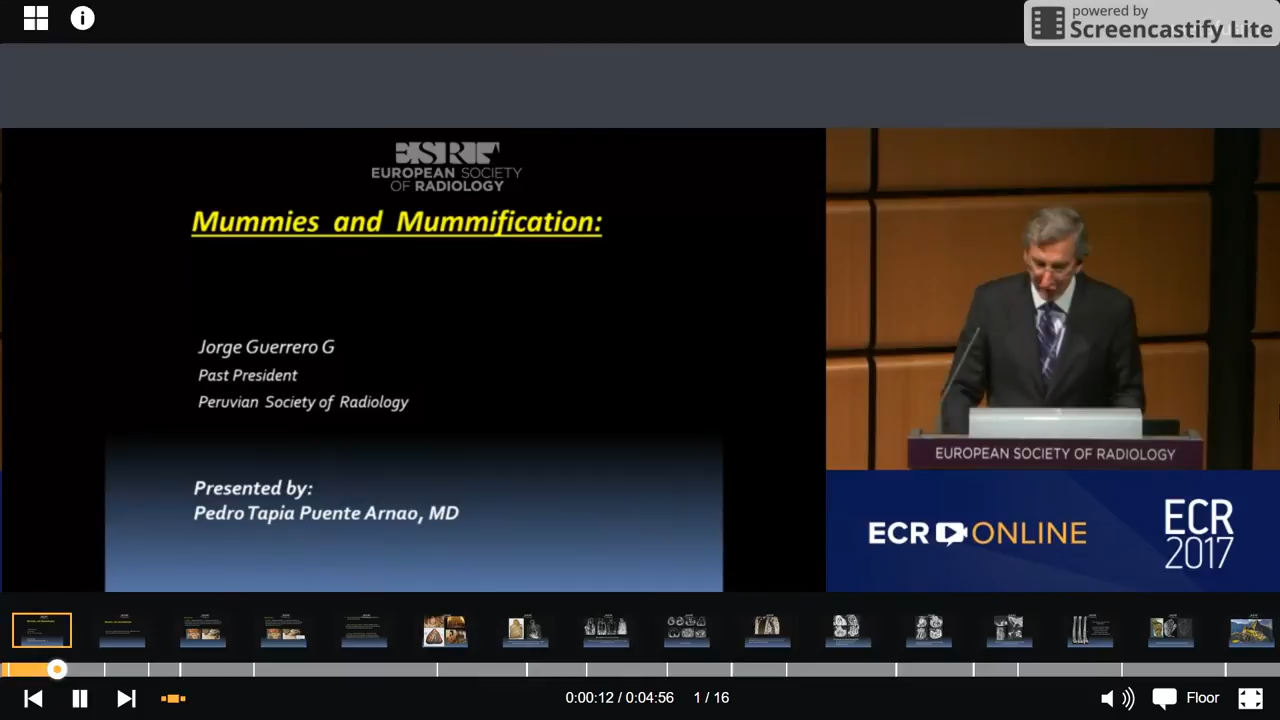 powered by
Screencastify Lite
ESR
EUROPEAN SOCIETY
OF RADIOLOGY
Mummies and Mummification:
Jorge Guerrero G
Past President
Peruvian Society of Radiology
Presented by:
Pedro Tapia Puente Arnao, MD
EUROPEAN SOCIETY OF RADIOLOGY
ECR ONLINE
ECR
2017
0:00:12 / 0:04:56
1 / 16
Floor